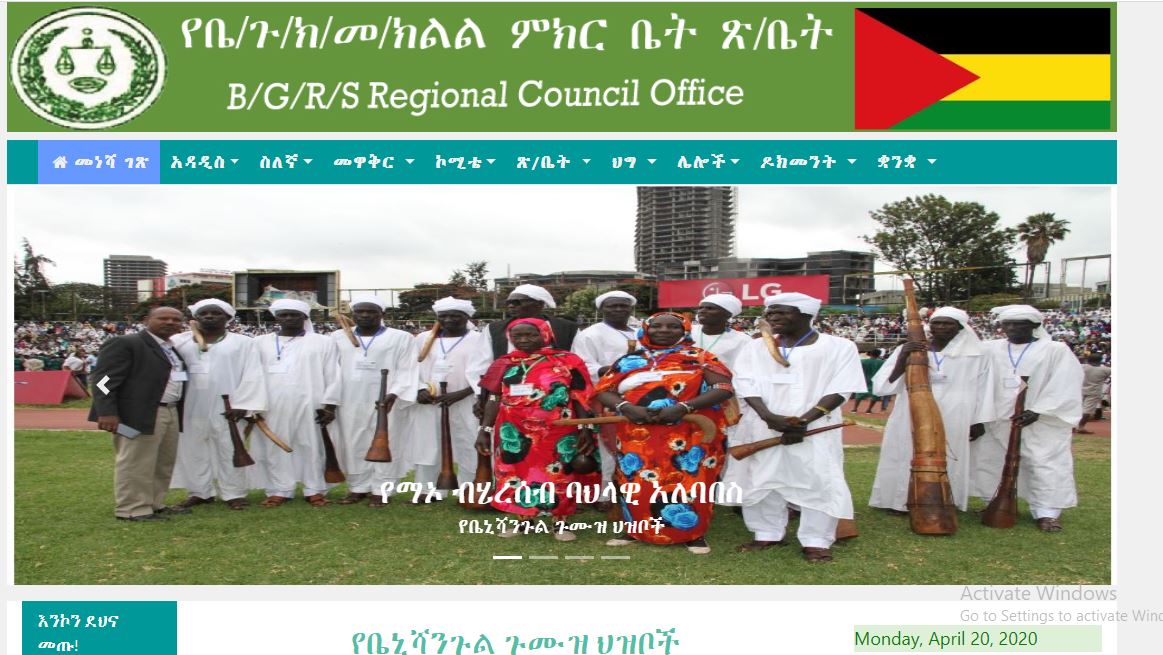 የቤ/ጉ/ክ/መ/ክልል ምክር ቤት ጽ/ቤት
B/G/R/S Regional Council Office
መነሻ ገጽ አዳዲስ ስለኛ መዋቅር ኮሚቴ ጽ/ቤት ህግ ሌሎች ዶክመንት ቋንቋ
LG
የማኦ ብሄረሰብ ባህላዊ አለባበስ
የቤኒሻንጉል ጉሙዝ ህዝቦች
Activate Windows
Go to Settings to activate Wind
እንኮን ደህና
መጡ!
የቤኒሻንጉል ጉሙዝ ህዝቦች
Monday, April 20, 2020